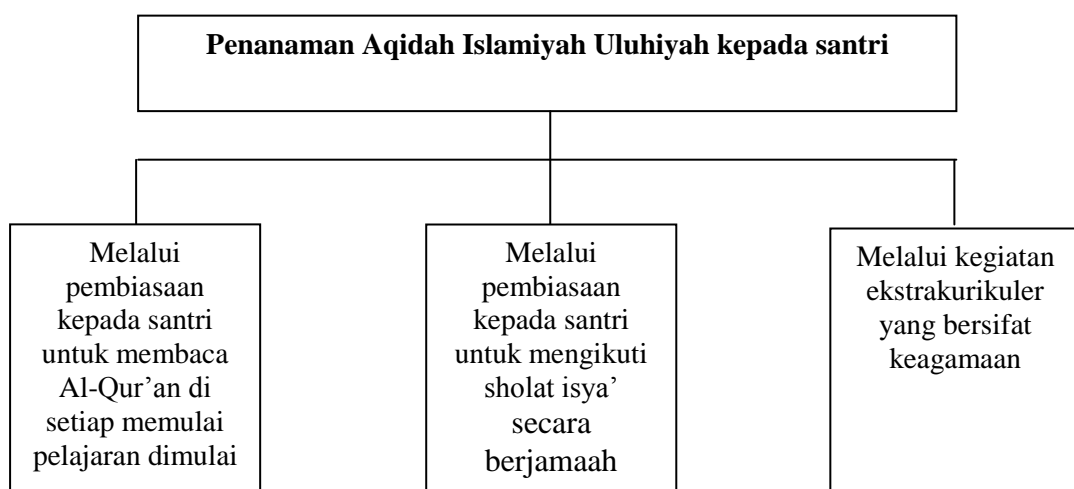 Penanaman Aqidah Islamiyah Uluhiyah kepada santri
Melalui
pembiasaan
kepada santri
untuk membaca
Al-Qur’an di
setiap memulai
pelajaran dimulai
Melalui
pembiasaan
kepada santri
untuk mengikuti
sholat isya’
secara
berjamaah
Melalui kegiatan
ekstrakurikuler
yang bersifat
keagamaan